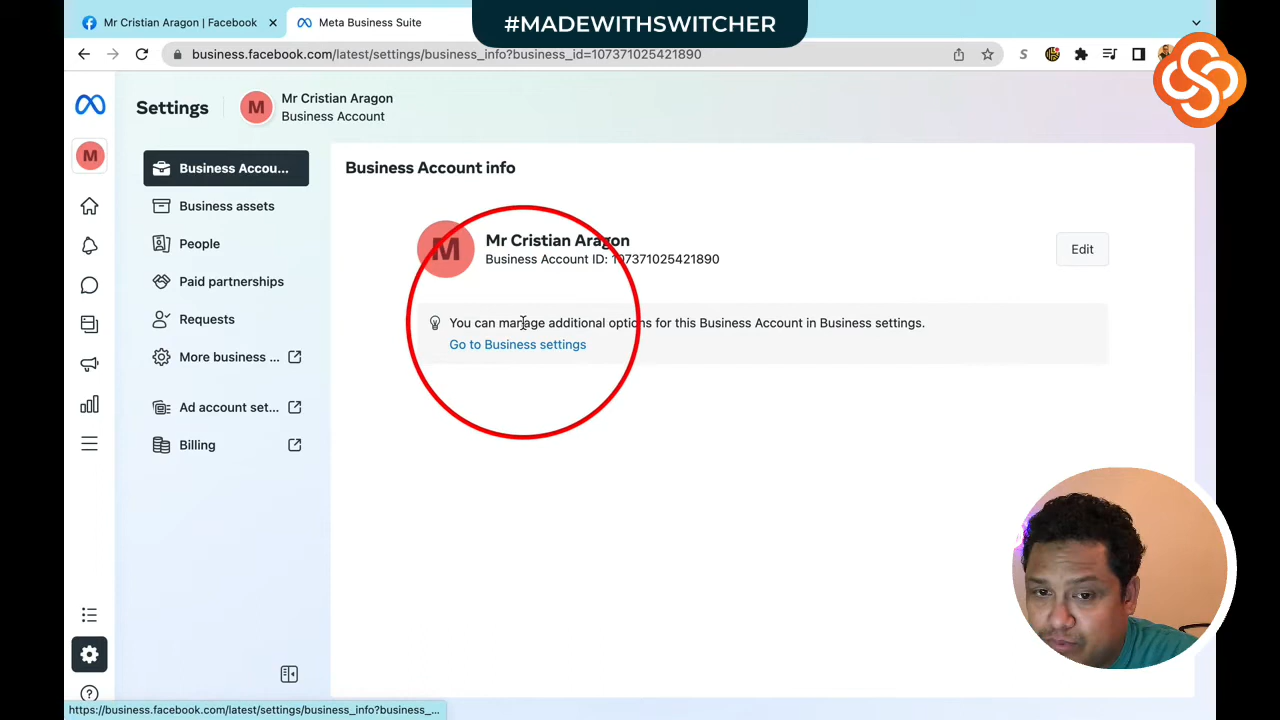 #MADEWITHSWITCHER
Mr Cristian Aragon | Facebook
Meta Business Suite
business.facebook.com/latest/settings/business_info?business_id=107371025421890
Settings
Mr Cristian Aragon
Business Account
M
M
Business Accou...
Business assets
People
Paid partnerships
Requests
More business ...
Ad account set...
Billing
Business Account info
M
Mr Cristian Aragon
Business Account ID: 107371025421890
Edit
You can manage additional options for this Business Account in Business settings.
Go to Business settings
https://business.facebook.com/latest/settings/business_info?business_...